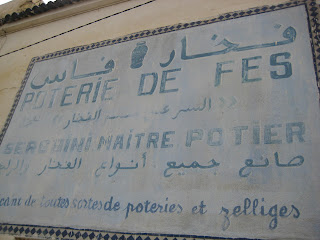 فخار فاس
POTERIE DE FES
السرغيني
SERGHINI MAITRE POTIER
صانع جميع أنواع الفخار والزليج
de toutes sortes de poteries et zelliges